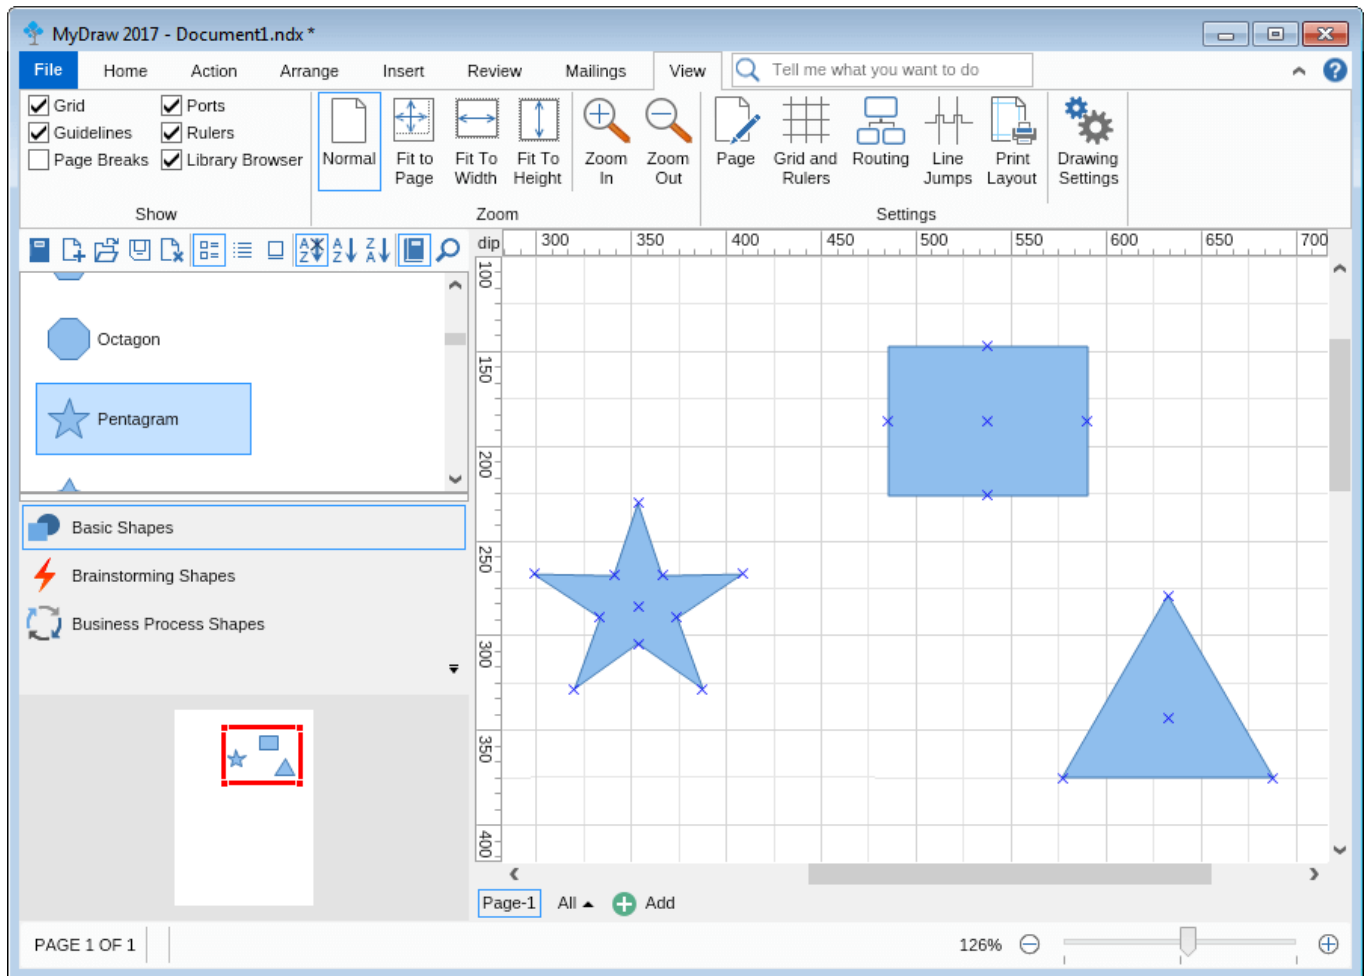 MyDraw 2017 - Document1.ndx *
File Home Action Arrange Insert Review Mailings View Tell me what you want to do
Grid Ports
Guidelines Rulers
Page Breaks Library Browser
Normal Fit to Page Fit To Width Fit To Height Zoom In Zoom Out Page Grid and Rulers Routing Line Jumps Print Layout Drawing Settings
Show Zoom Settings
A Z A Z Z A
dip 300 350 400 450 500 550 600 650 700
100
150
200
250
300
350
400
Octagon
Pentagram
Basic Shapes
Brainstorming Shapes
Business Process Shapes
Page-1 All Add
PAGE 1 OF 1 126%